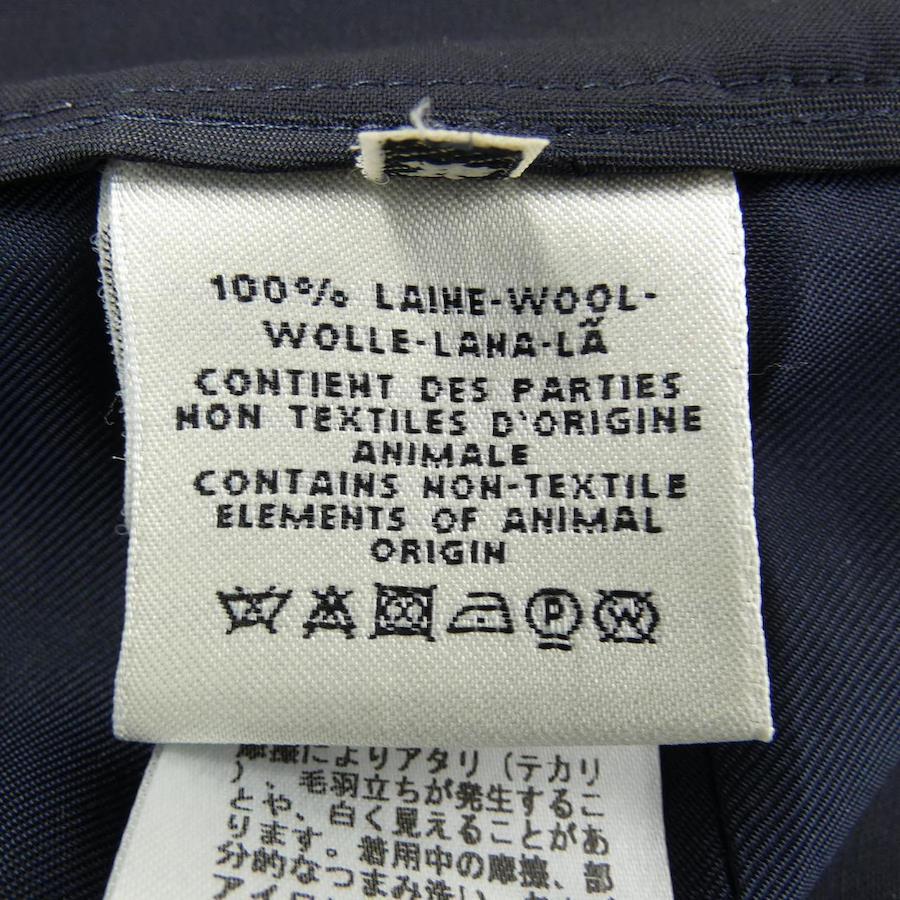 100% LAINE-WOOL-
WOLLE-LANA-LÃ
CONTIENT DES PARTIES
NON TEXTILES D'ORIGINE
ANIMALE
CONTAINS NON-TEXTILE
ELEMENTS OF ANIMAL
ORIGIN
P W
摩擦によりアタリ（テカリ
）、毛羽立ちが発生するこ
とや、白く見えることがあ
ります。着用中の摩擦、部
分的なつまみ洗い、
アイロ